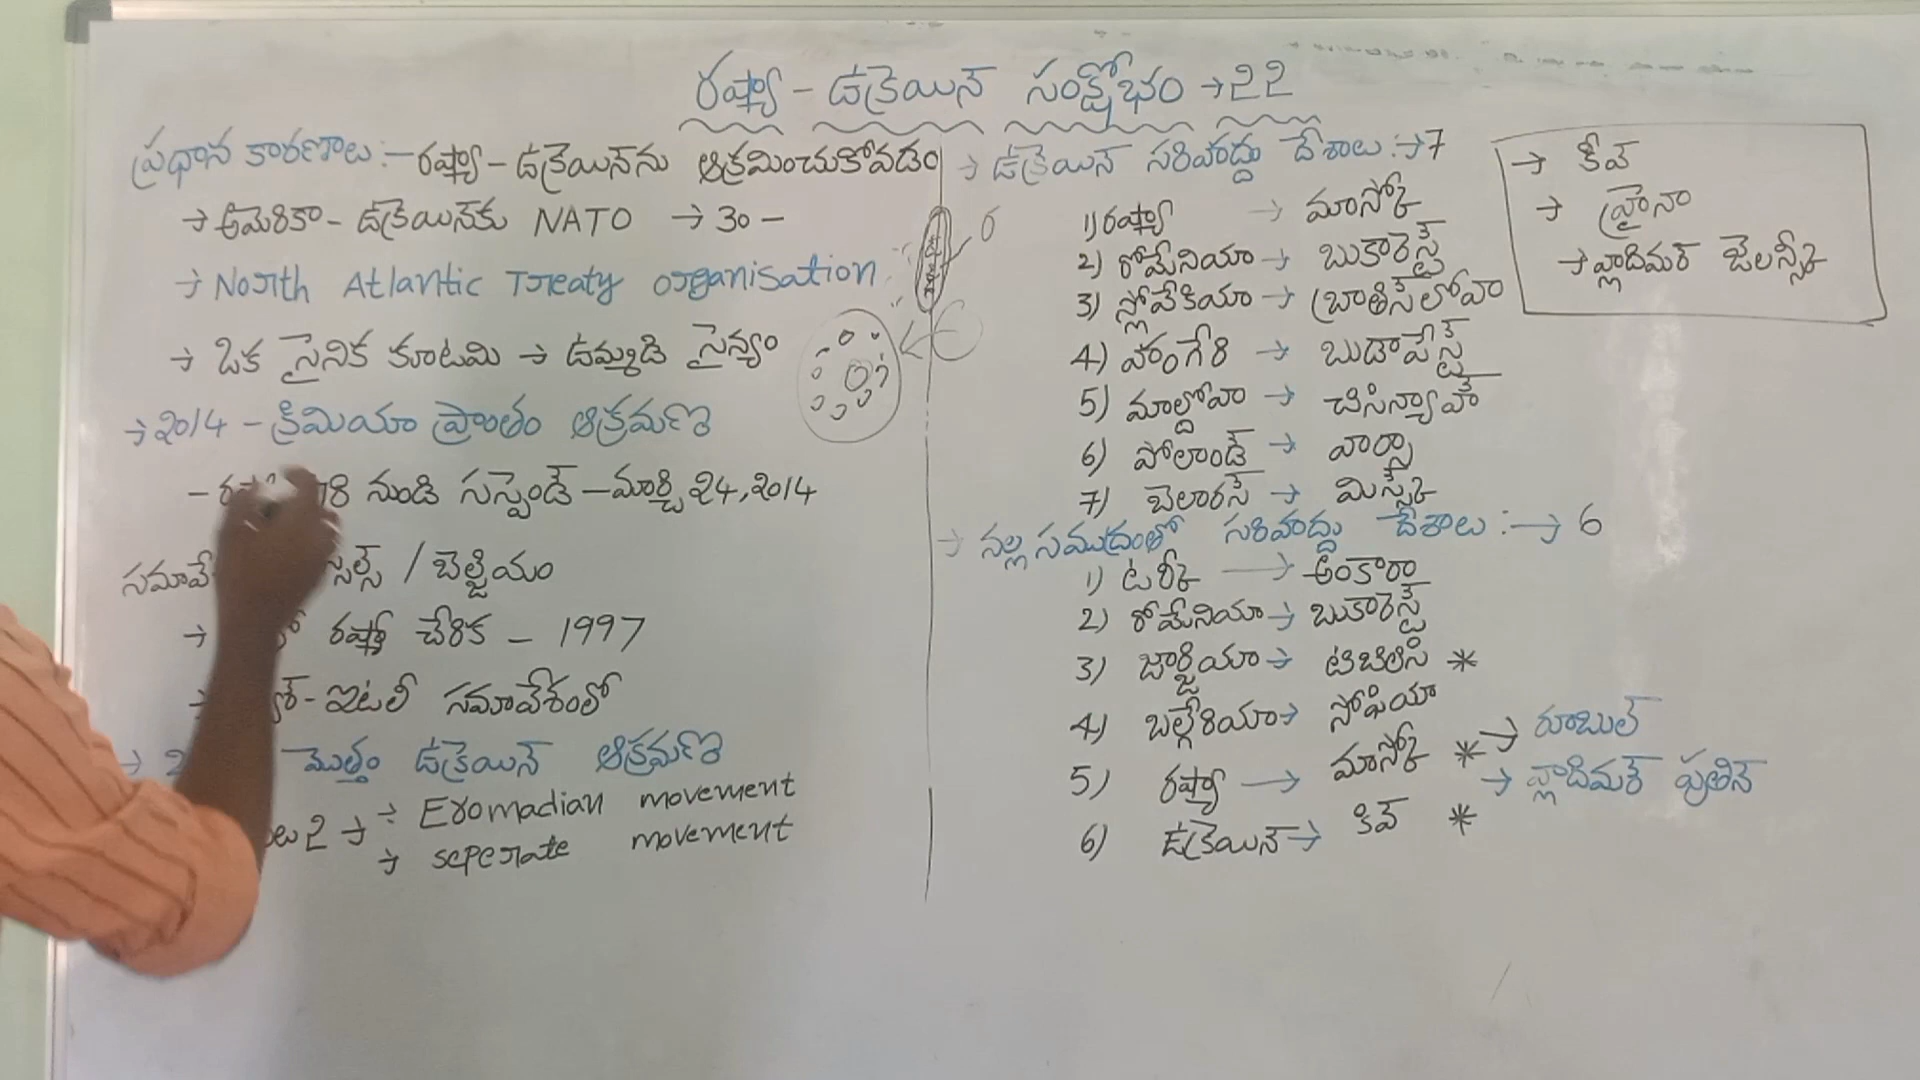 రష్యా - ఉక్రెయిన్ సంక్షోభం → 22
ప్రధాన కారణాలు :- రష్యా - ఉక్రెయిన్‌ను ఆక్రమించుకోవడం
→ అమెరికా - ఉక్రెయిన్‌కు NATO → 30 -
→ North Atlantic Treaty organisation
→ ఒక సైనిక కూటమి → ఉమ్మడి సైన్యం
→ 2014 - క్రిమియా ప్రాంతం ఆక్రమణ
నుండి సస్పెండ్ - మార్చి 24, 2014
/ బెల్జియం
→ రష్యా చేరిక - 1997
- ఇటలీ సమావేశంలో
→ మొత్తం ఉక్రెయిన్ ఆక్రమణ
2 → → Eromadian movement
→ seperate movement
→ ఉక్రెయిన్ సరిహద్దు దేశాలు :→ 7
1) రష్యా → మాస్కో
2) రోమేనియా → బుకారెస్ట్
3) స్లోవేకియా → బ్రాతిస్లోవా
4) హంగేరి → బుడాపేస్ట్
5) మాల్డోవా → చిసిన్యావ్
6) పోలాండ్ → వార్సా
7) బెలారస్ → మిన్స్క్
→ నల్ల సముద్రంతో సరిహద్దు దేశాలు :→ 6
1) టర్కీ → అంకారా
2) రోమేనియా → బుకారెస్ట్
3) జార్జియా → టిబిలిసి *
4) బల్గేరియా → సోఫియా
5) రష్యా → మాస్కో * → రూబుల్
→ వ్లాదిమర్ పుతిన్
6) ఉక్రెయిన్ → కివ్ *
→ కీవ్
→ హ్రైనా
→ వ్లాదిమర్ జెలన్స్కీ